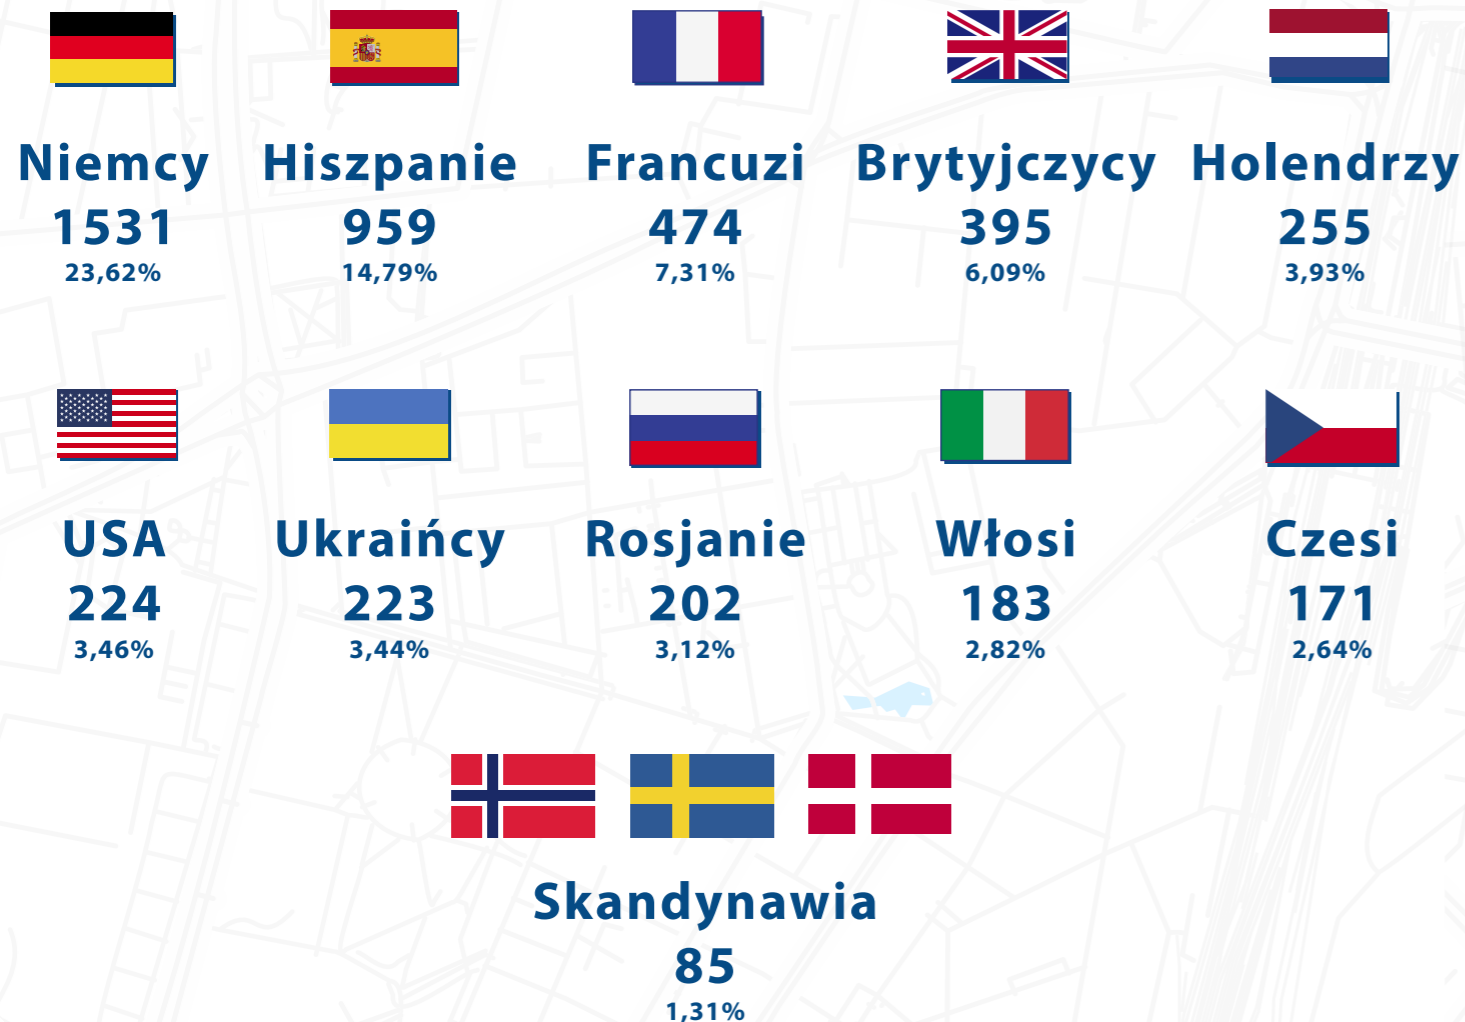 Niemcy
1531
23,62%
Hiszpanie
959
14,79%
Francuzi
474
7,31%
Brytyjczycy
395
6,09%
Holendrzy
255
3,93%
USA
224
3,46%
Ukraińcy
223
3,44%
Rosjanie
202
3,12%
Włosi
183
2,82%
Czesi
171
2,64%
Skandynawia
85
1,31%